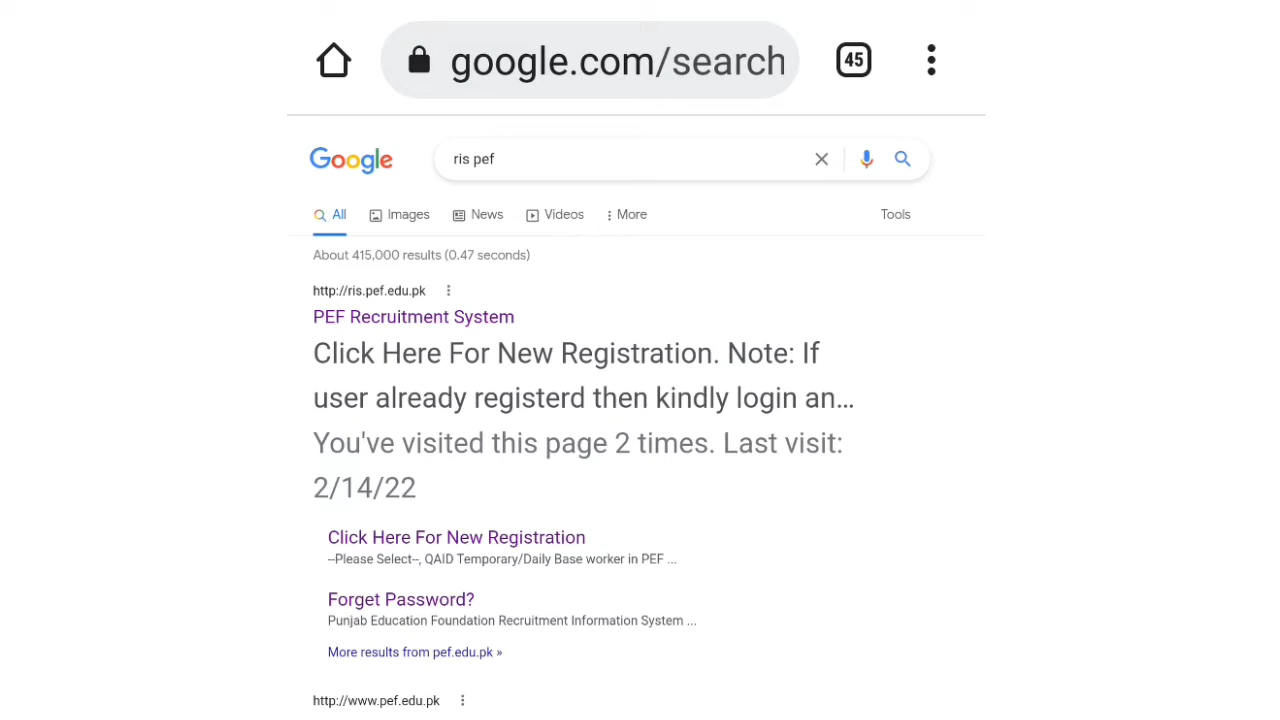 google.com/search
45
Google
ris pef
All Images News Videos More Tools
About 415,000 results (0.47 seconds)
http://ris.pef.edu.pk
PEF Recruitment System
Click Here For New Registration. Note: If
user already registerd then kindly login an...
You've visited this page 2 times. Last visit:
2/14/22
Click Here For New Registration
--Please Select--, QAID Temporary/Daily Base worker in PEF ...
Forget Password?
Punjab Education Foundation Recruitment Information System ...
More results from pef.edu.pk »
http://www.pef.edu.pk